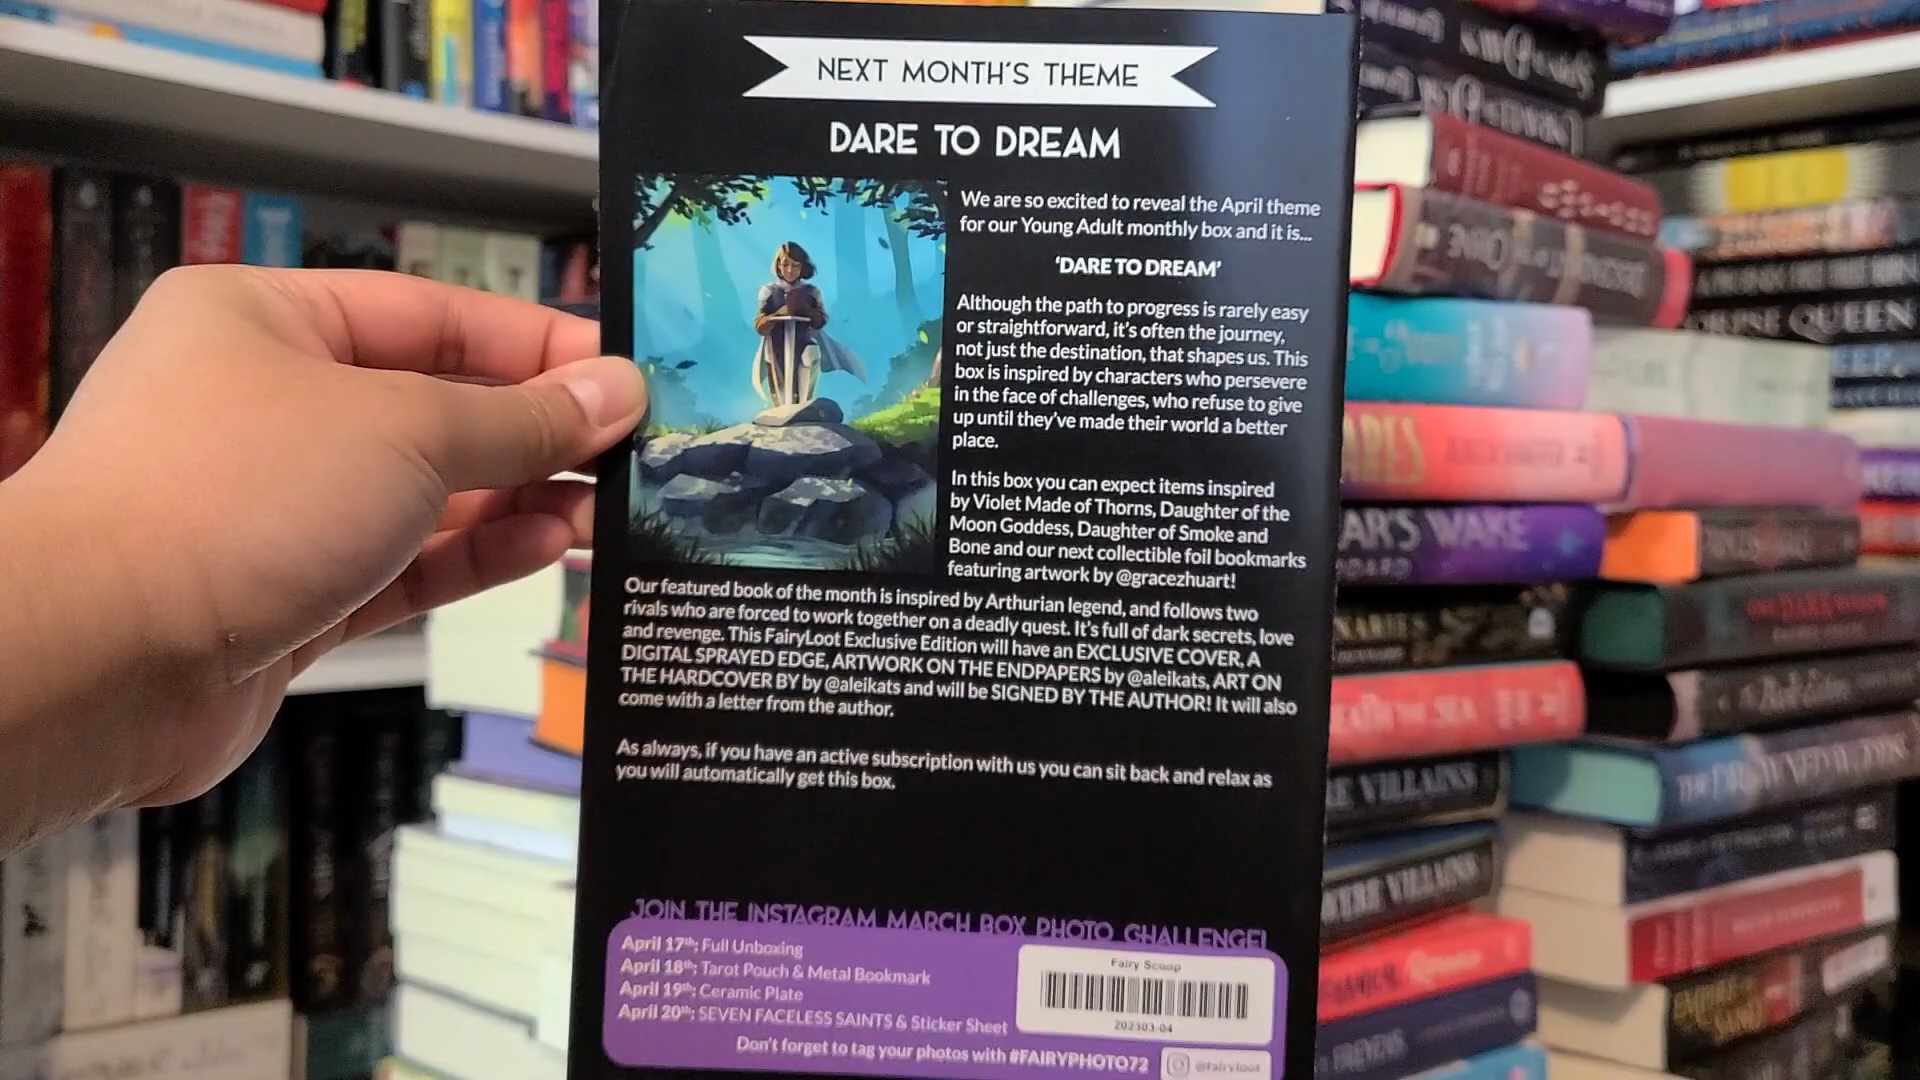 NEXT MONTH'S THEME
DARE TO DREAM
We are so excited to reveal the April theme
for our Young Adult monthly box and it is...
'DARE TO DREAM'
Although the path to progress is rarely easy
or straightforward, it's often the journey,
not just the destination, that shapes us. This
box is inspired by characters who persevere
in the face of challenges, who refuse to give
up until they've made their world a better
place.
In this box you can expect items inspired
by Violet Made of Thorns, Daughter of the
Moon Goddess, Daughter of Smoke and
Bone and our next collectible foil bookmarks
featuring artwork by @gracezhuart!
Our featured book of the month is inspired by Arthurian legend, and follows two
rivals who are forced to work together on a deadly quest. It's full of dark secrets, love
and revenge. This FairyLoot Exclusive Edition will have an EXCLUSIVE COVER, A
DIGITAL SPRAYED EDGE, ARTWORK ON THE ENDPAPERS by @aleikats, ART ON
THE HARDCOVER BY by @aleikats and will be SIGNED BY THE AUTHOR! It will also
come with a letter from the author.
As always, if you have an active subscription with us you can sit back and relax as
you will automatically get this box.
JOIN THE INSTAGRAM MARCH BOX PHOTO CHALLENGE!
April 17th: Full Unboxing
April 18th: Tarot Pouch & Metal Bookmark
April 19th: Ceramic Plate
April 20th: SEVEN FACELESS SAINTS & Sticker Sheet
Don't forget to tag your photos with #FAIRYPHOTO72
@fairyloot
Fairy Scoop
202303-04
QUEEN
AR'S WAKE
VILLAINS
VILLAINS
THE DROWNED